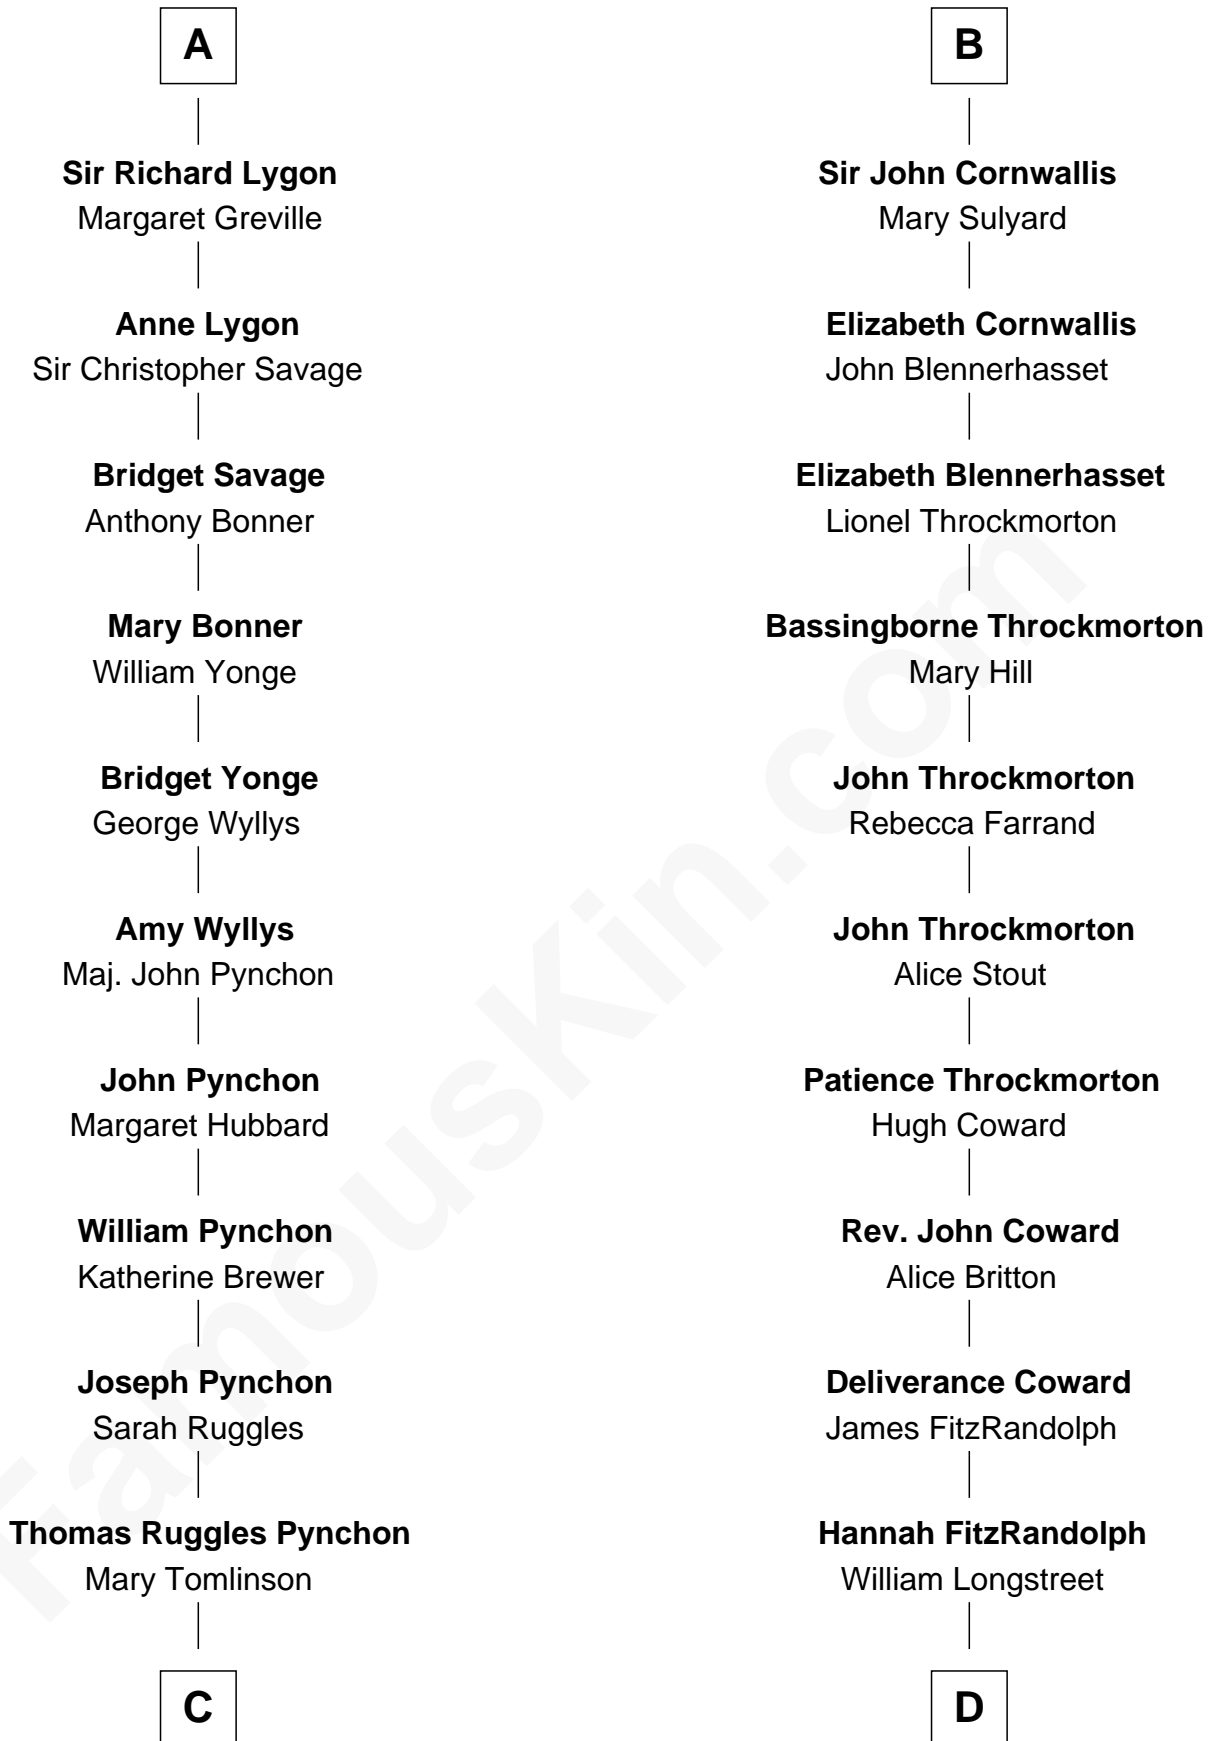 A
Sir Richard Lygon
Margaret Greville
Anne Lygon
Sir Christopher Savage
Bridget Savage
Anthony Bonner
Mary Bonner
William Yonge
Bridget Yonge
George Wyllys
Amy Wyllys
Maj. John Pynchon
John Pynchon
Margaret Hubbard
William Pynchon
Katherine Brewer
Joseph Pynchon
Sarah Ruggles
Thomas Ruggles Pynchon
Mary Tomlinson
C
B
Sir John Cornwallis
Mary Sulyard
Elizabeth Cornwallis
John Blennerhasset
Elizabeth Blennerhasset
Lionel Throckmorton
Bassingborne Throckmorton
Mary Hill
John Throckmorton
Rebecca Farrand
John Throckmorton
Alice Stout
Patience Throckmorton
Hugh Coward
Rev. John Coward
Alice Britton
Deliverance Coward
James FitzRandolph
Hannah FitzRandolph
William Longstreet
D
FamousKin.com